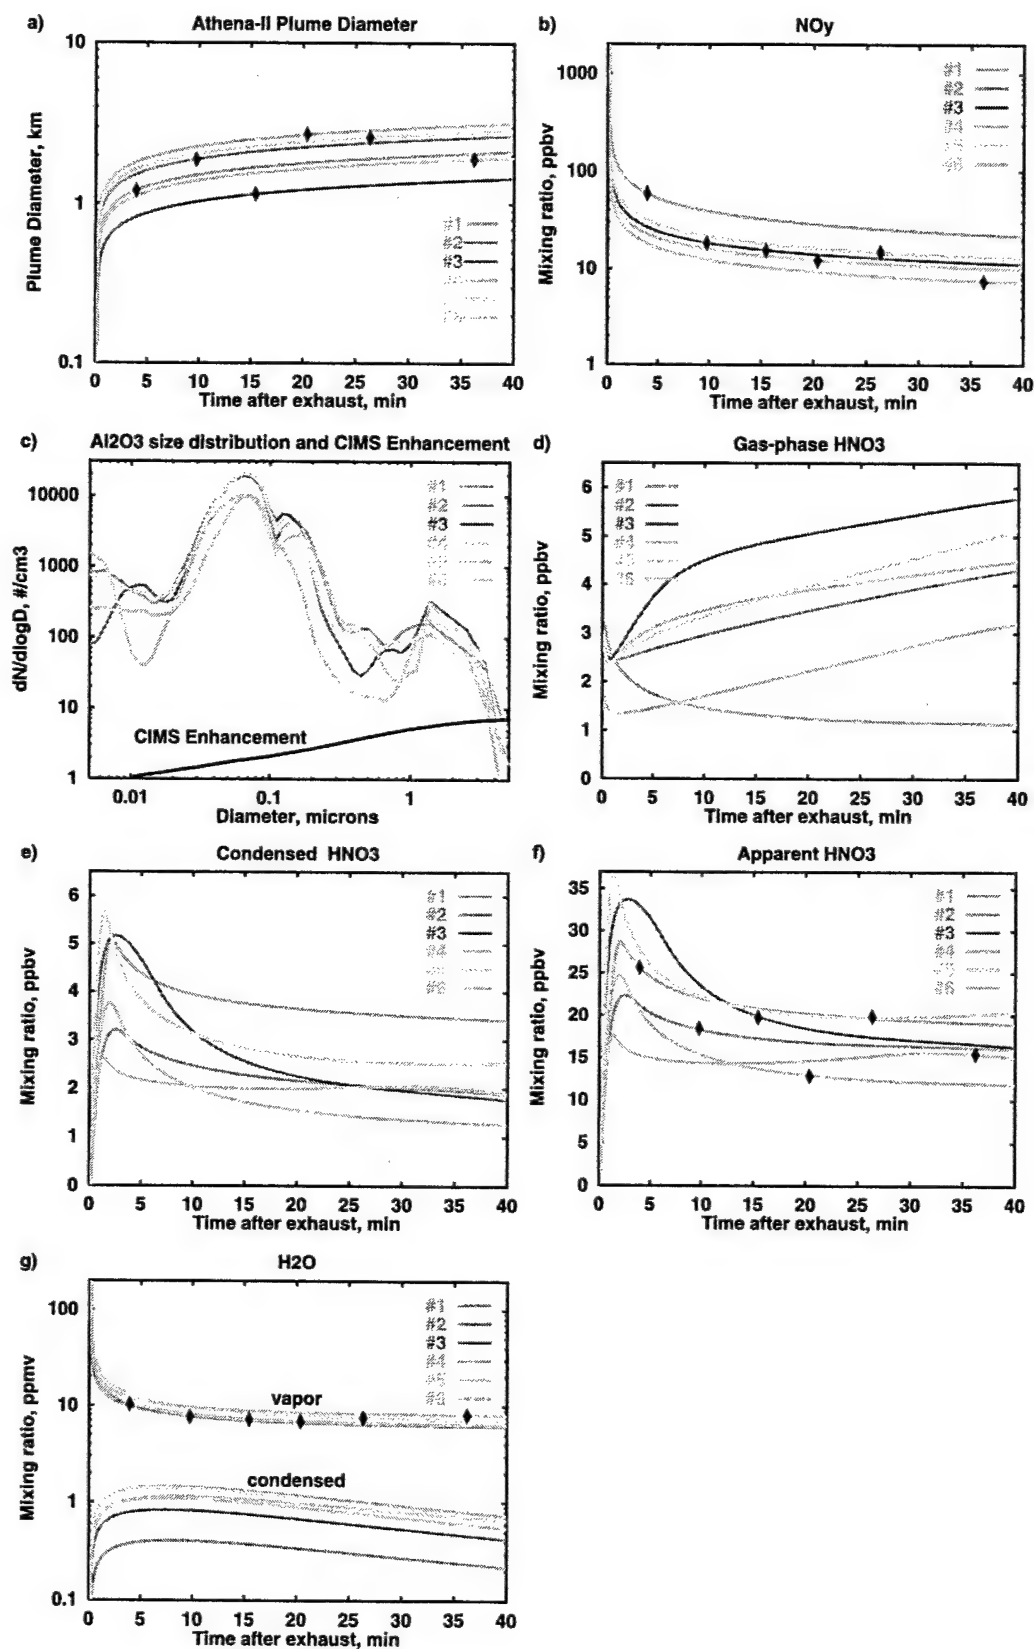 a) Athena-II Plume Diameter
10
1
0.1
Plume Diameter, km
#1
#2
#3
0 5 10 15 20 25 30 35 40
Time after exhaust, min
b) NOy
1000
100
10
1
Mixing ratio, ppbv
#1
#2
#3
#4
0 5 10 15 20 25 30 35 40
Time after exhaust, min
c) Al2O3 size distribution and CIMS Enhancement
10000
1000
100
10
1
dN/dlogD, #/cm3
#1
#2
#3
CIMS Enhancement
0.01 0.1 1
Diameter, microns
d) Gas-phase HNO3
6
5
4
3
2
1
0
Mixing ratio, ppbv
#1
#2
#3
#4
0 5 10 15 20 25 30 35 40
Time after exhaust, min
e) Condensed HNO3
6
5
4
3
2
1
0
Mixing ratio, ppbv
#1
#2
#3
#4
0 5 10 15 20 25 30 35 40
Time after exhaust, min
f) Apparent HNO3
35
30
25
20
15
10
5
0
Mixing ratio, ppbv
#1
#2
#3
#4
0 5 10 15 20 25 30 35 40
Time after exhaust, min
g) H2O
100
10
1
0.1
Mixing ratio, ppmv
#1
#2
#3
#4
vapor
condensed
0 5 10 15 20 25 30 35 40
Time after exhaust, min